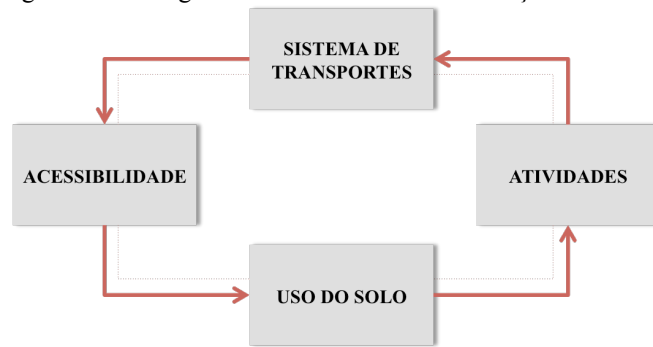 SISTEMA DE
TRANSPORTES
ACESSIBILIDADE
ATIVIDADES
USO DO SOLO